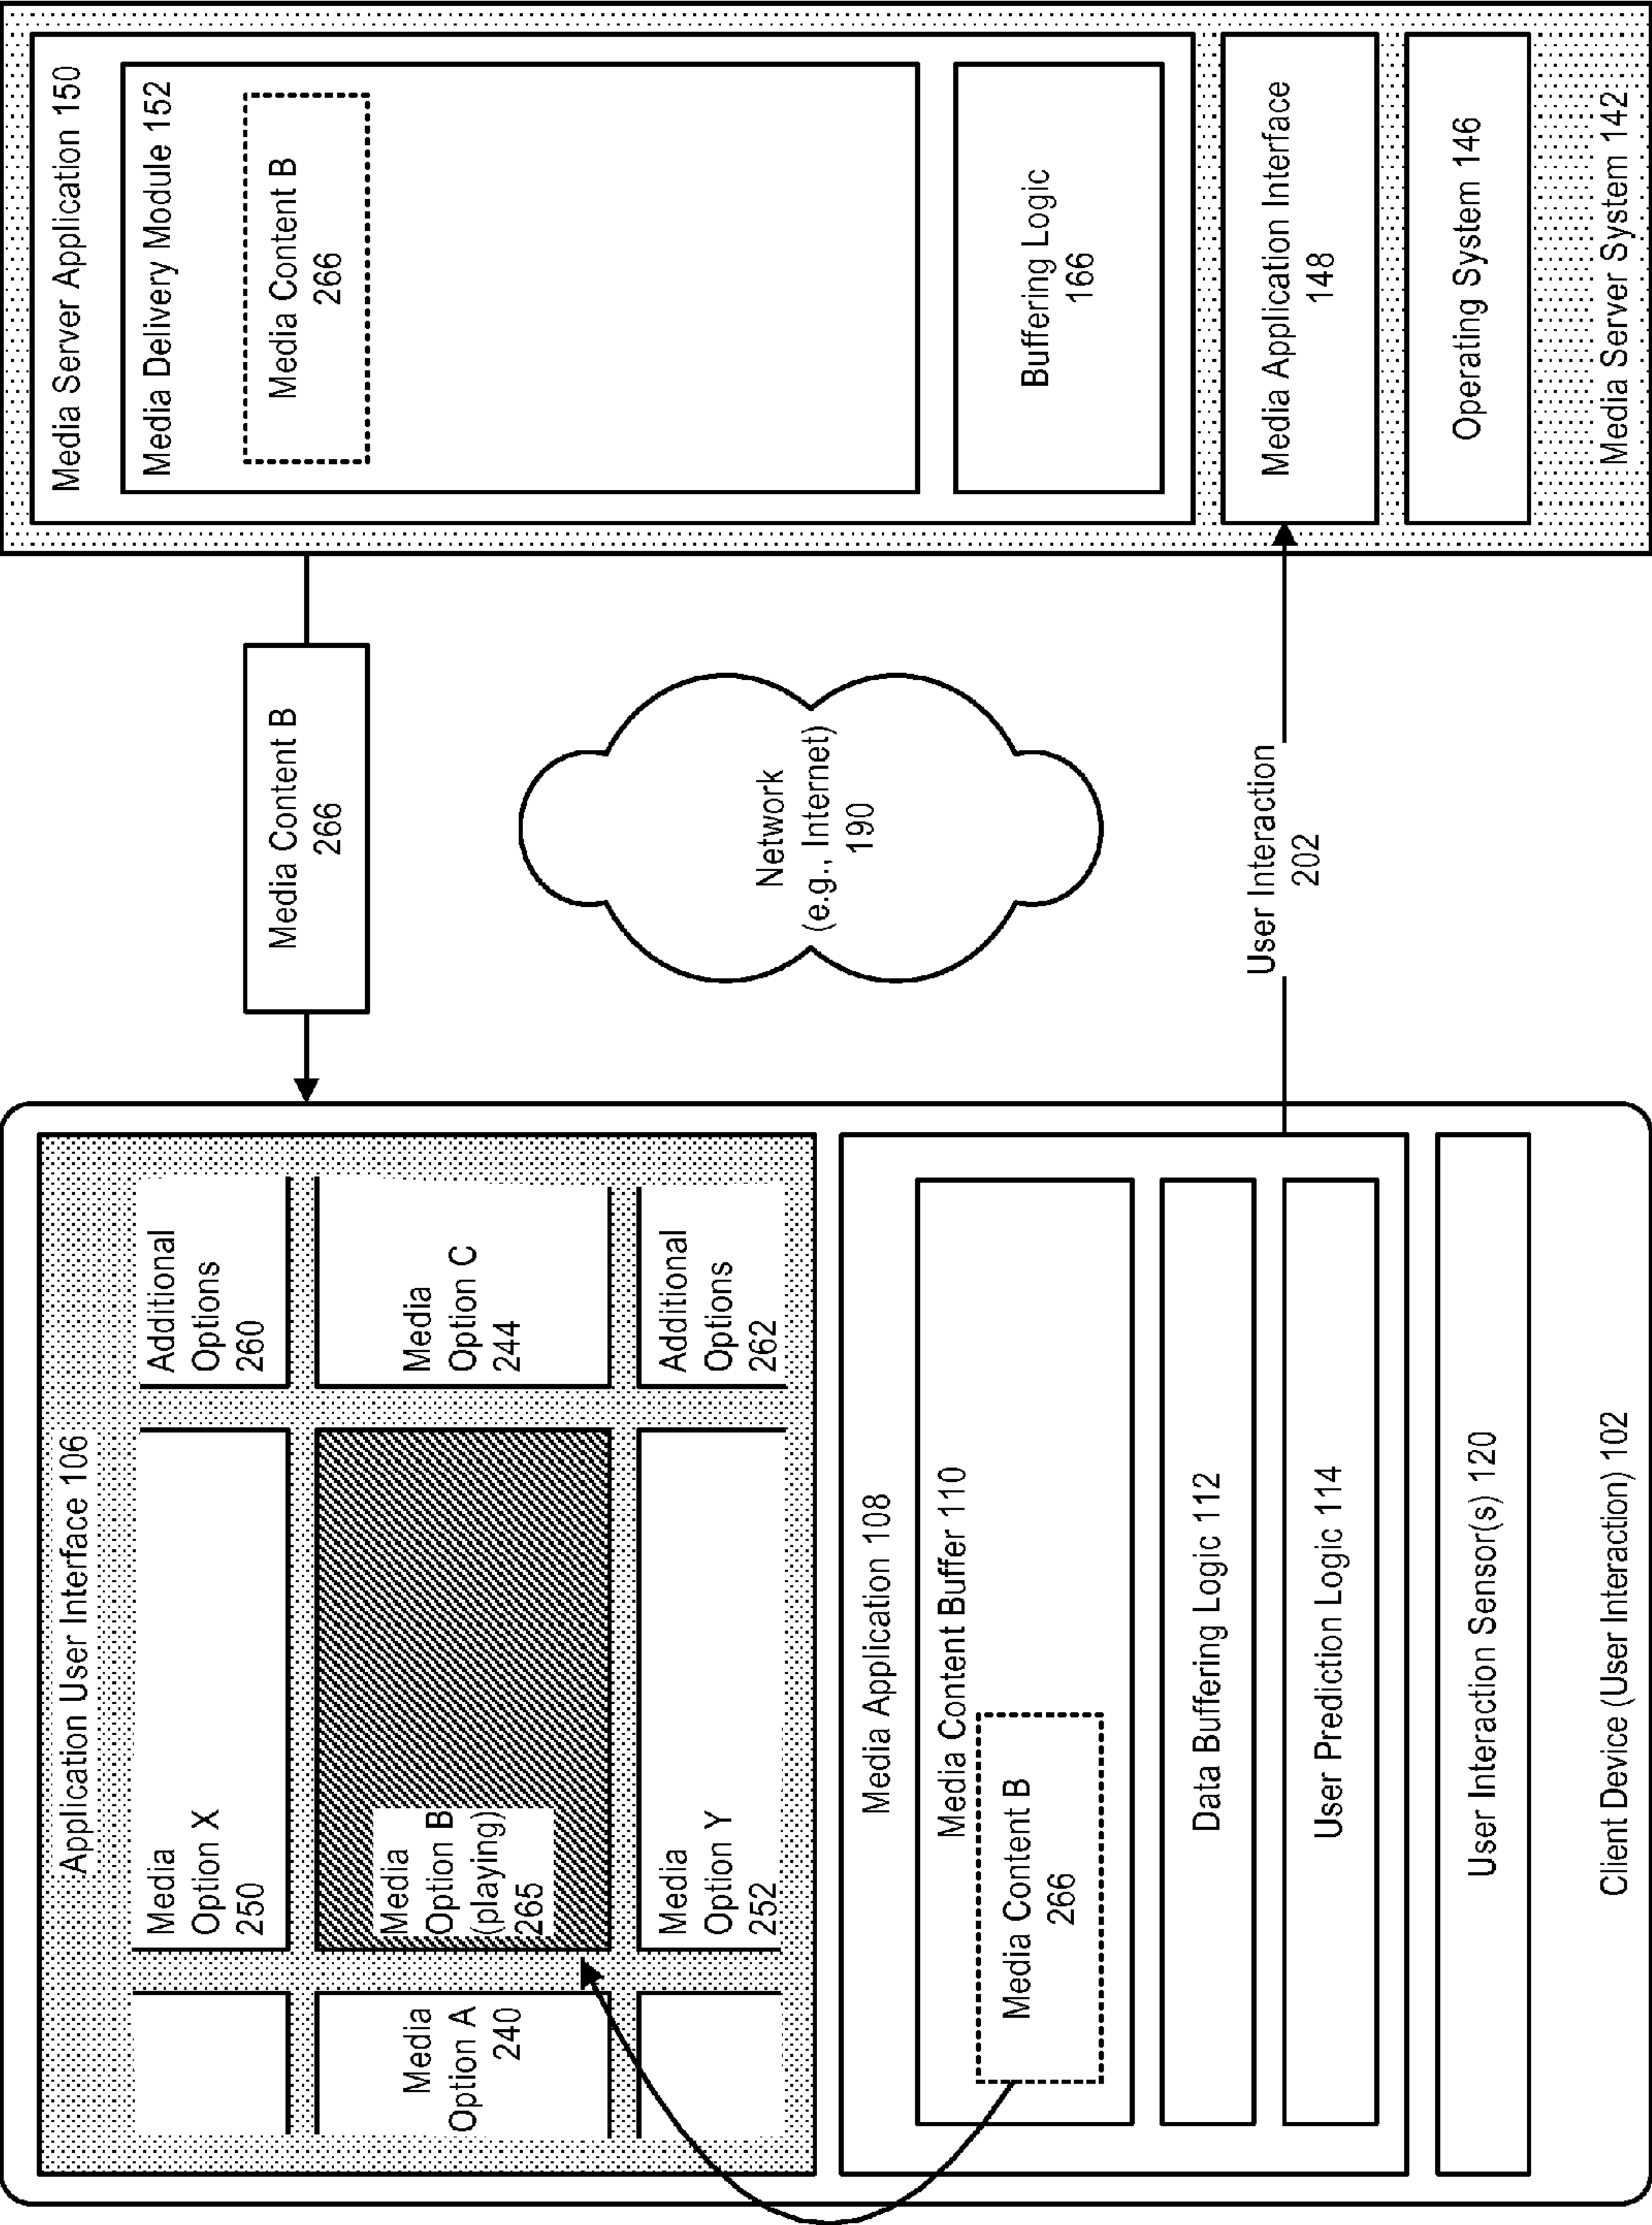 Application User Interface 106
Media
Option X
250
Additional
Options
260
Media
Option A
240
Media
Option B
(playing)
265
Media
Option C
244
Media
Option Y
252
Additional
Options
262
Media Application 108
Media Content Buffer 110
Media Content B
266
Data Buffering Logic 112
User Prediction Logic 114
User Interaction Sensor(s) 120
Client Device (User Interaction) 102
Media Content B
266
Network
(e.g., Internet)
190
User Interaction
202
Media Server Application 150
Media Delivery Module 152
Media Content B
266
Buffering Logic
166
Media Application Interface
148
Operating System 146
Media Server System 142